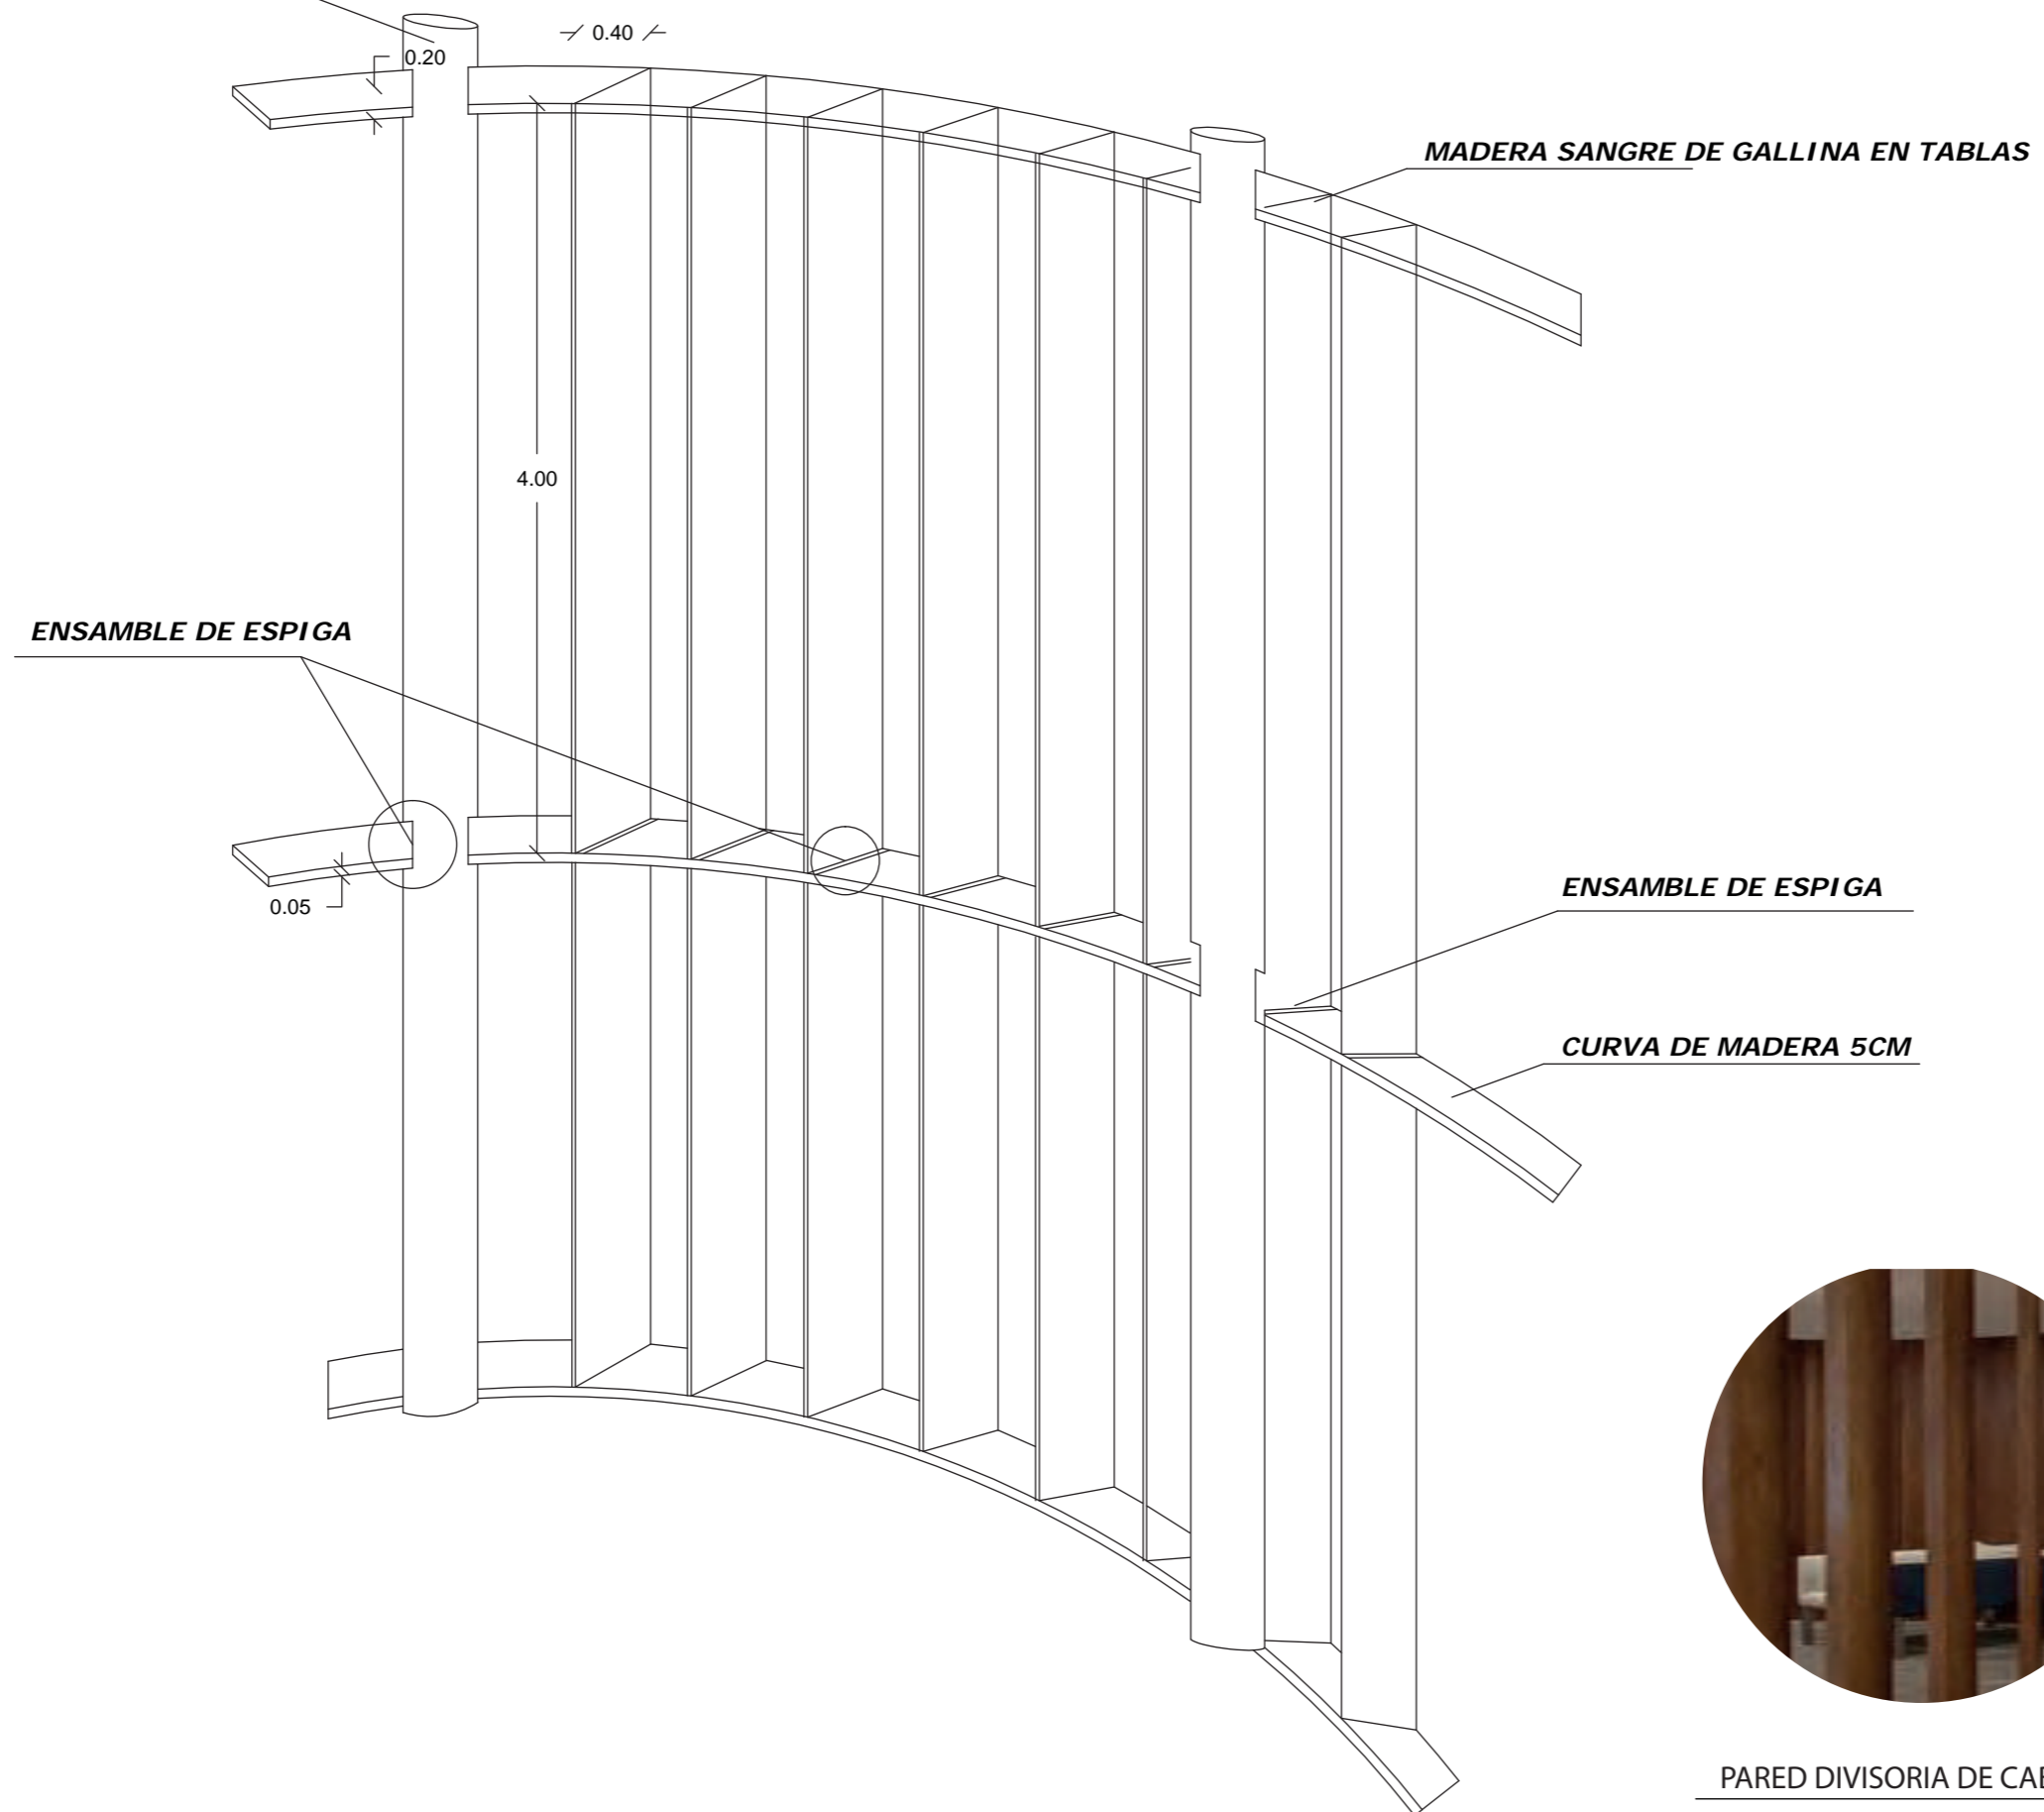 0.40
0.20
MADERA SANGRE DE GALLINA EN TABLAS
4.00
ENSAMBLE DE ESPIGA
ENSAMBLE DE ESPIGA
0.05
CURVA DE MADERA 5CM
PARED DIVISORIA DE